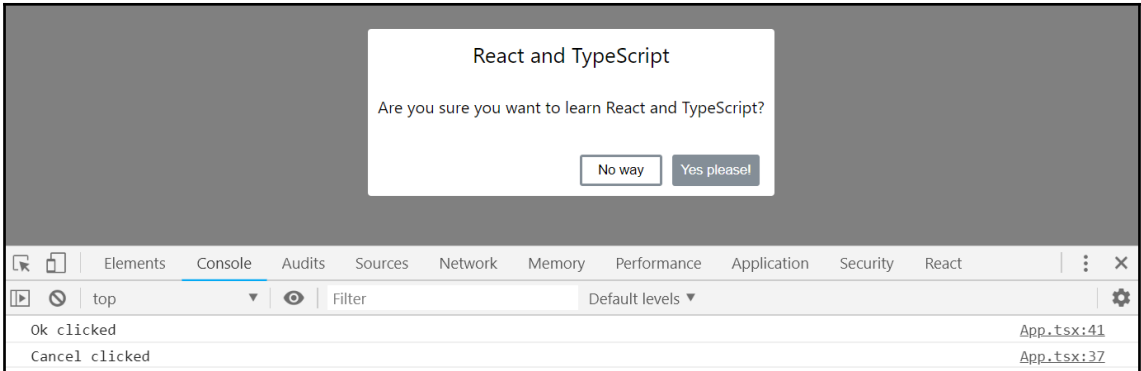 React and TypeScript
Are you sure you want to learn React and TypeScript?
No way Yes please!
Elements Console Audits Sources Network Memory Performance Application Security React
top Filter Default levels
Ok clicked App.tsx:41
Cancel clicked App.tsx:37